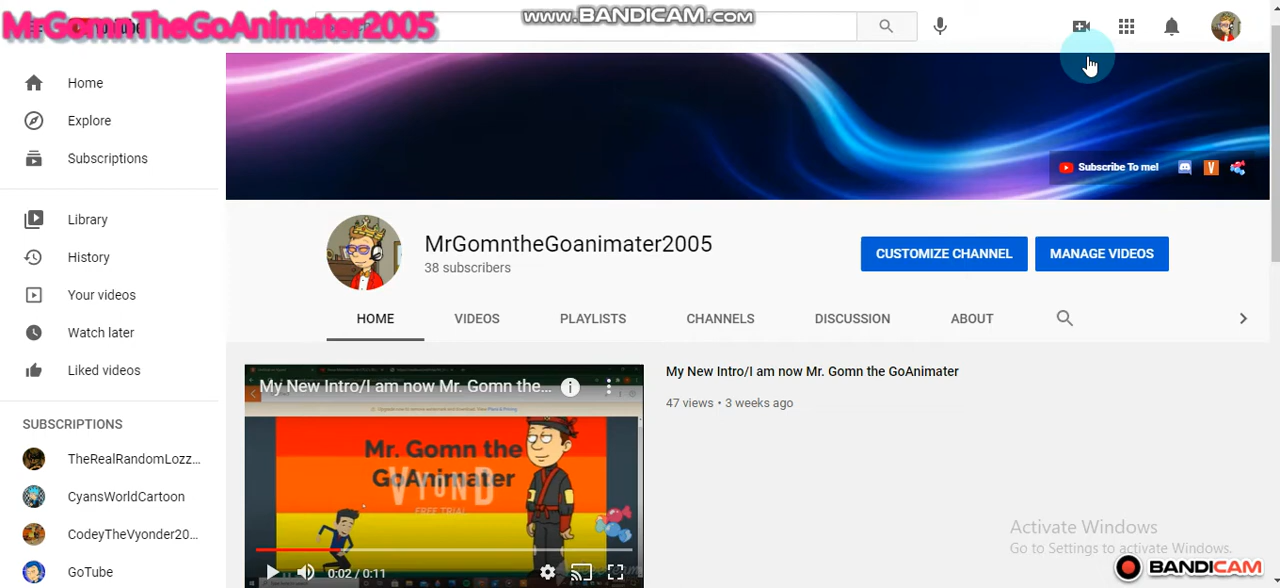 MrGomnTheGoAnimater2005
www.BANDICAM.com
Home
Explore
Subscriptions
Library
History
Your videos
Watch later
Liked videos
SUBSCRIPTIONS
TheRealRandomLozz...
CyansWorldCartoon
CodeyTheVyonder20...
GoTube
Subscribe To me!
V
MrGomntheGoanimater2005
38 subscribers
CUSTOMIZE CHANNEL
MANAGE VIDEOS
HOME
VIDEOS
PLAYLISTS
CHANNELS
DISCUSSION
ABOUT
My New Intro/I am now Mr. Gomn the...
Mr. Gomn the
GoAnimater
VYOND
FREE TRIAL
0:02 / 0:11
My New Intro/I am now Mr. Gomn the GoAnimater
47 views • 3 weeks ago
Activate Windows
Go to Settings to activate Windows.
BANDICAM